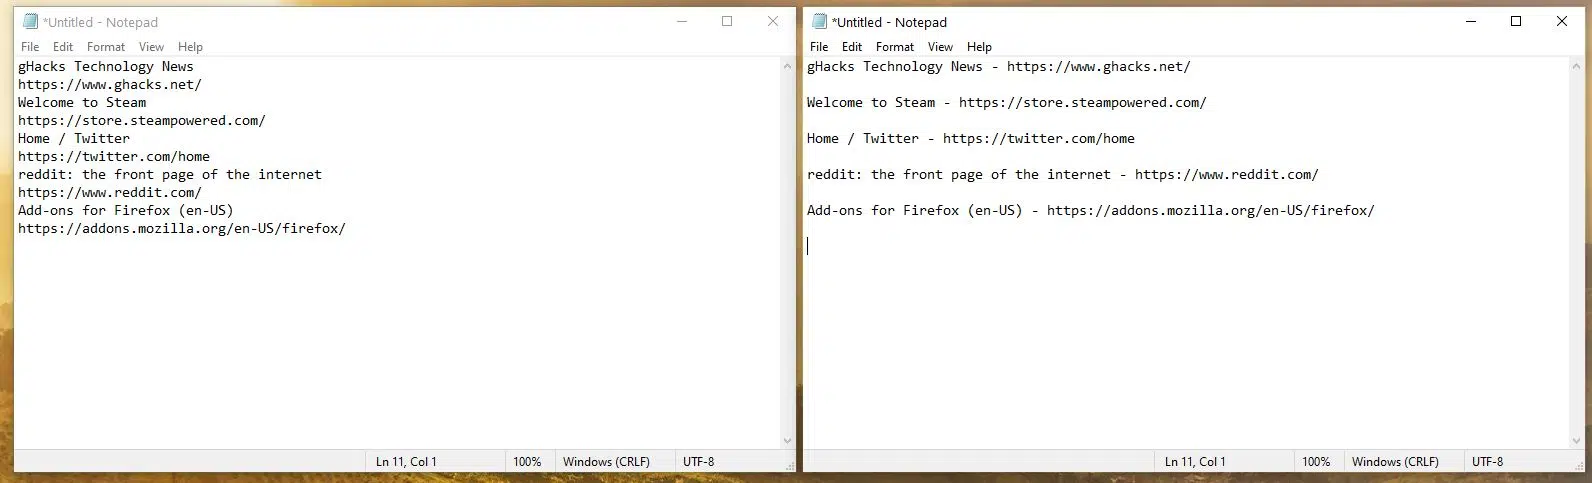 *Untitled - Notepad
File Edit Format View Help
gHacks Technology News
https://www.ghacks.net/
Welcome to Steam
https://store.steampowered.com/
Home / Twitter
https://twitter.com/home
reddit: the front page of the internet
https://www.reddit.com/
Add-ons for Firefox (en-US)
https://addons.mozilla.org/en-US/firefox/
Ln 11, Col 1 100% Windows (CRLF) UTF-8
*Untitled - Notepad
File Edit Format View Help
gHacks Technology News - https://www.ghacks.net/
Welcome to Steam - https://store.steampowered.com/
Home / Twitter - https://twitter.com/home
reddit: the front page of the internet - https://www.reddit.com/
Add-ons for Firefox (en-US) - https://addons.mozilla.org/en-US/firefox/
Ln 11, Col 1 100% Windows (CRLF) UTF-8